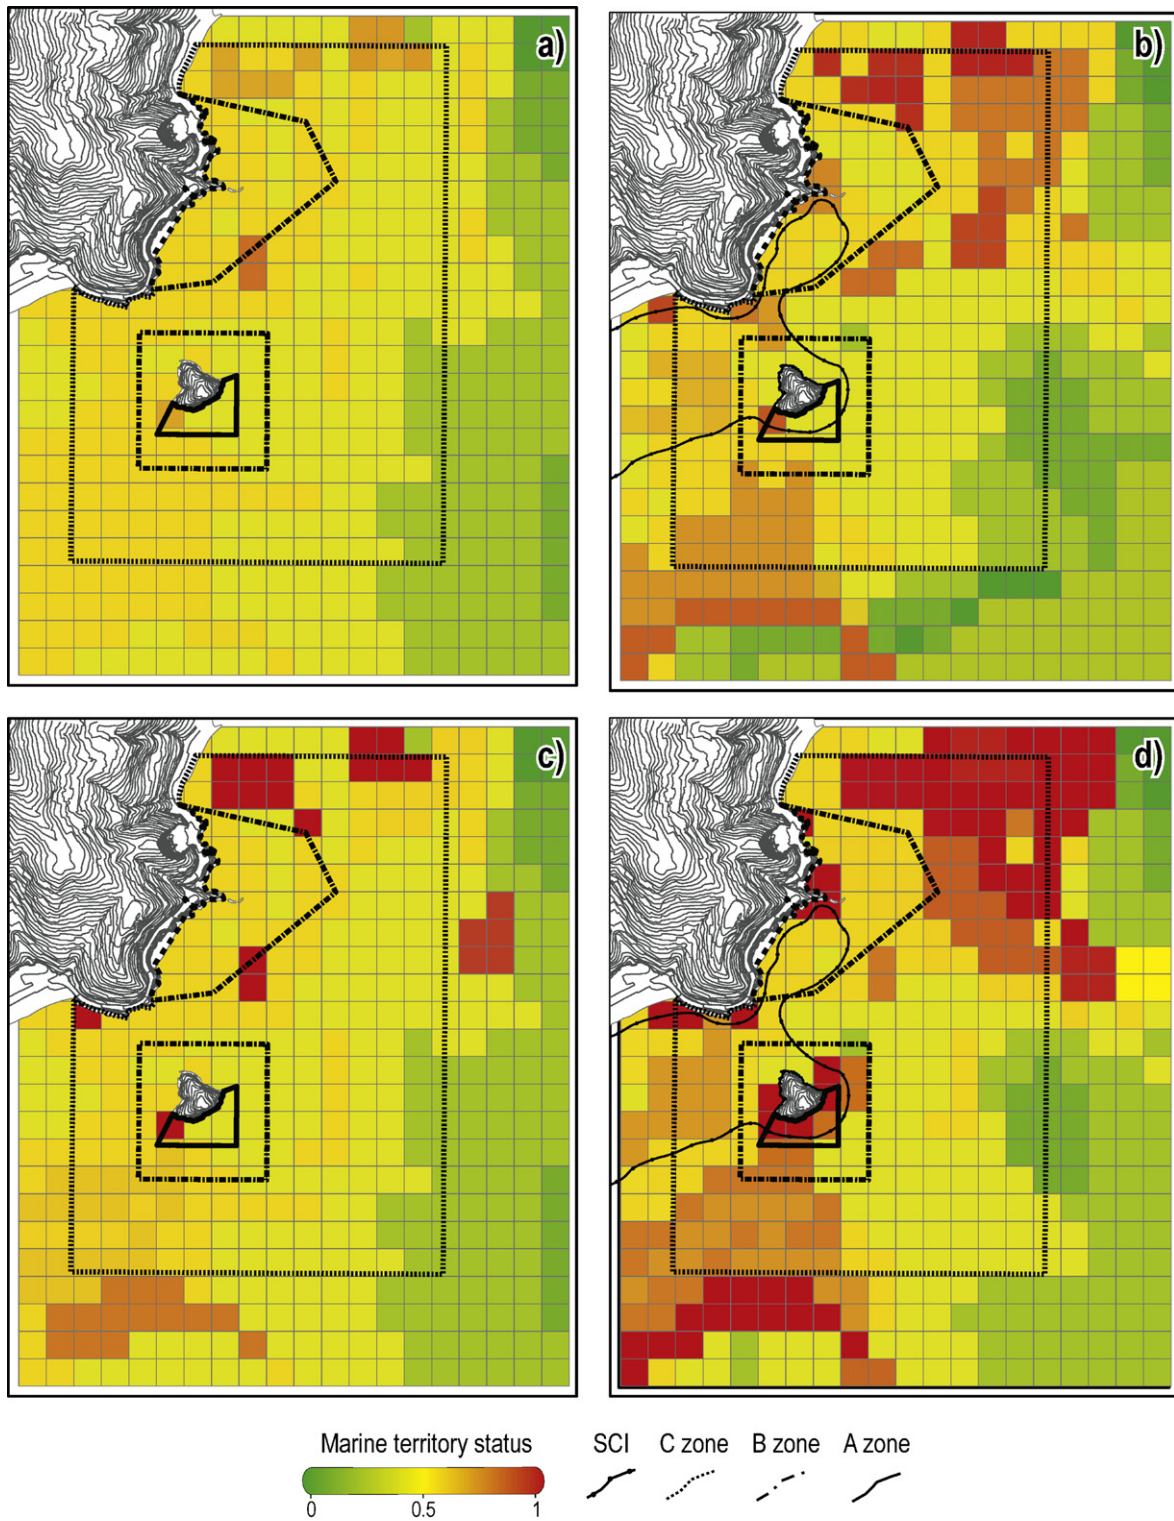 a)
b)
c)
d)
Marine territory status
SCI
C zone
B zone
A zone
0
0.5
1